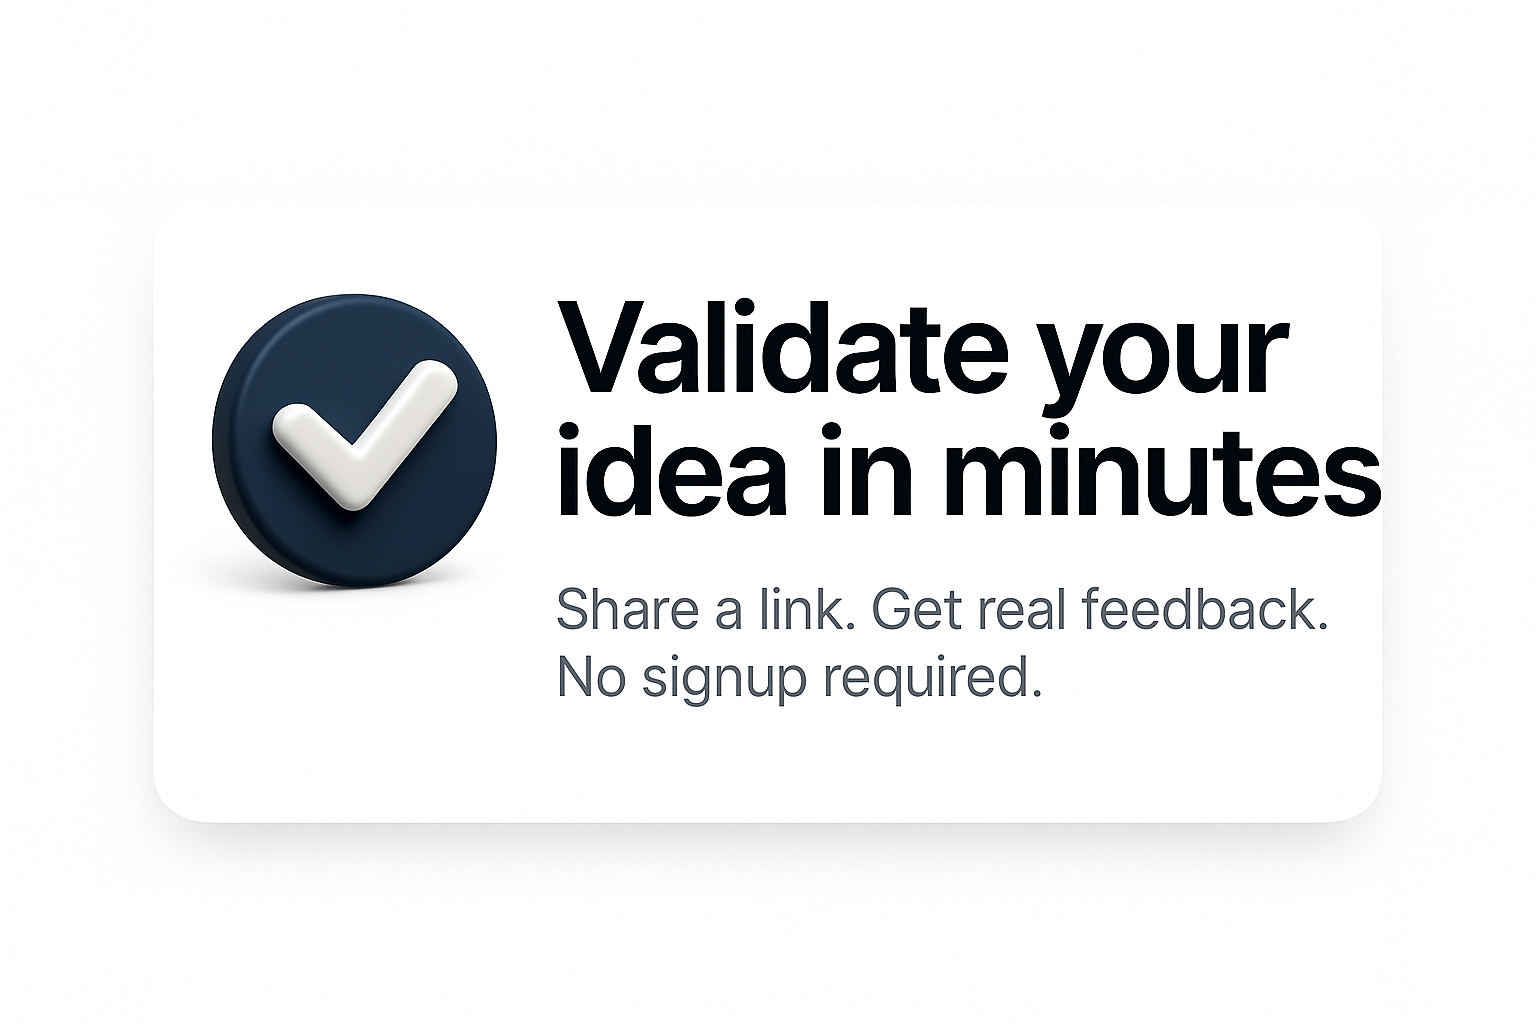 Validate your
idea in minutes
Share a link. Get real feedback.
No signup required.